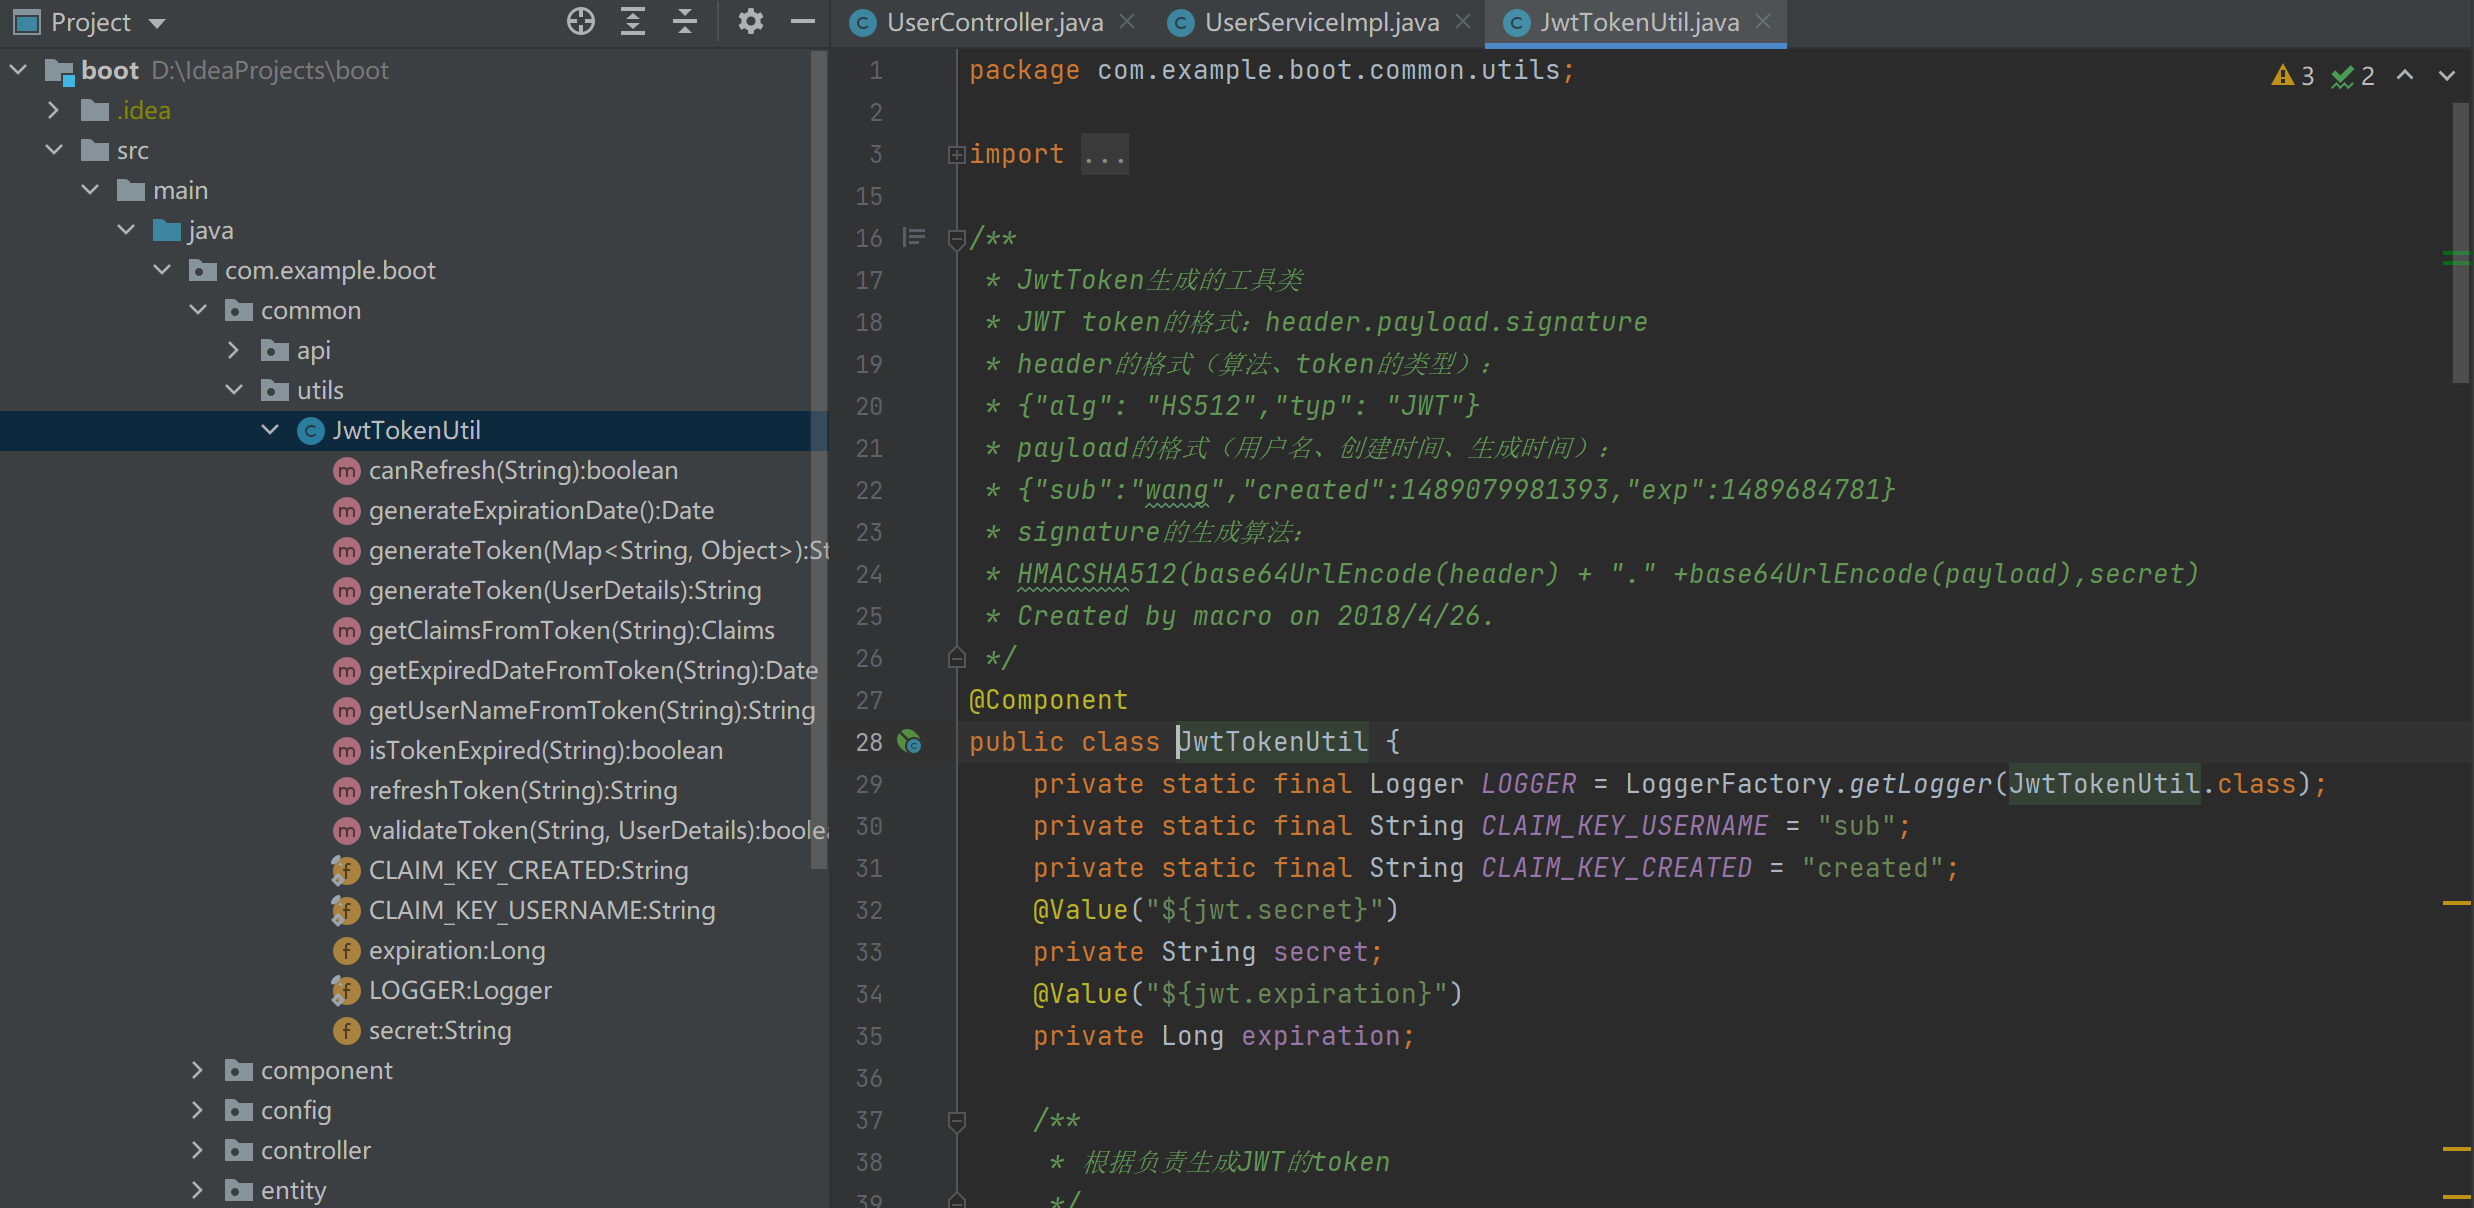 Project
boot D:\IdeaProjects\boot
.idea
src
main
java
com.example.boot
common
api
utils
JwtTokenUtil
canRefresh(String):boolean
generateExpirationDate():Date
generateToken(Map<String, Object>):St
generateToken(UserDetails):String
getClaimsFromToken(String):Claims
getExpiredDateFromToken(String):Date
getUserNameFromToken(String):String
isTokenExpired(String):boolean
refreshToken(String):String
validateToken(String, UserDetails):boolea
CLAIM_KEY_CREATED:String
CLAIM_KEY_USERNAME:String
expiration:Long
LOGGER:Logger
secret:String
component
config
controller
entity
UserController.java UserServiceImpl.java JwtTokenUtil.java
3 2
1 package com.example.boot.common.utils;
2
3 import ...
15
16 /**
17 * JwtToken生成的工具类
18 * JWT token的格式：header.payload.signature
19 * header的格式（算法、token的类型）：
20 * {"alg": "HS512","typ": "JWT"}
21 * payload的格式（用户名、创建时间、生成时间）：
22 * {"sub":"wang","created":1489079981393,"exp":1489684781}
23 * signature的生成算法：
24 * HMACSHA512(base64UrlEncode(header) + "." +base64UrlEncode(payload),secret)
25 * Created by macro on 2018/4/26.
26 */
27 @Component
28 public class JwtTokenUtil {
29 private static final Logger LOGGER = LoggerFactory.getLogger(JwtTokenUtil.class);
30 private static final String CLAIM_KEY_USERNAME = "sub";
31 private static final String CLAIM_KEY_CREATED = "created";
32 @Value("${jwt.secret}")
33 private String secret;
34 @Value("${jwt.expiration}")
35 private Long expiration;
36
37 /**
38 * 根据负责生成JWT的token
39 */